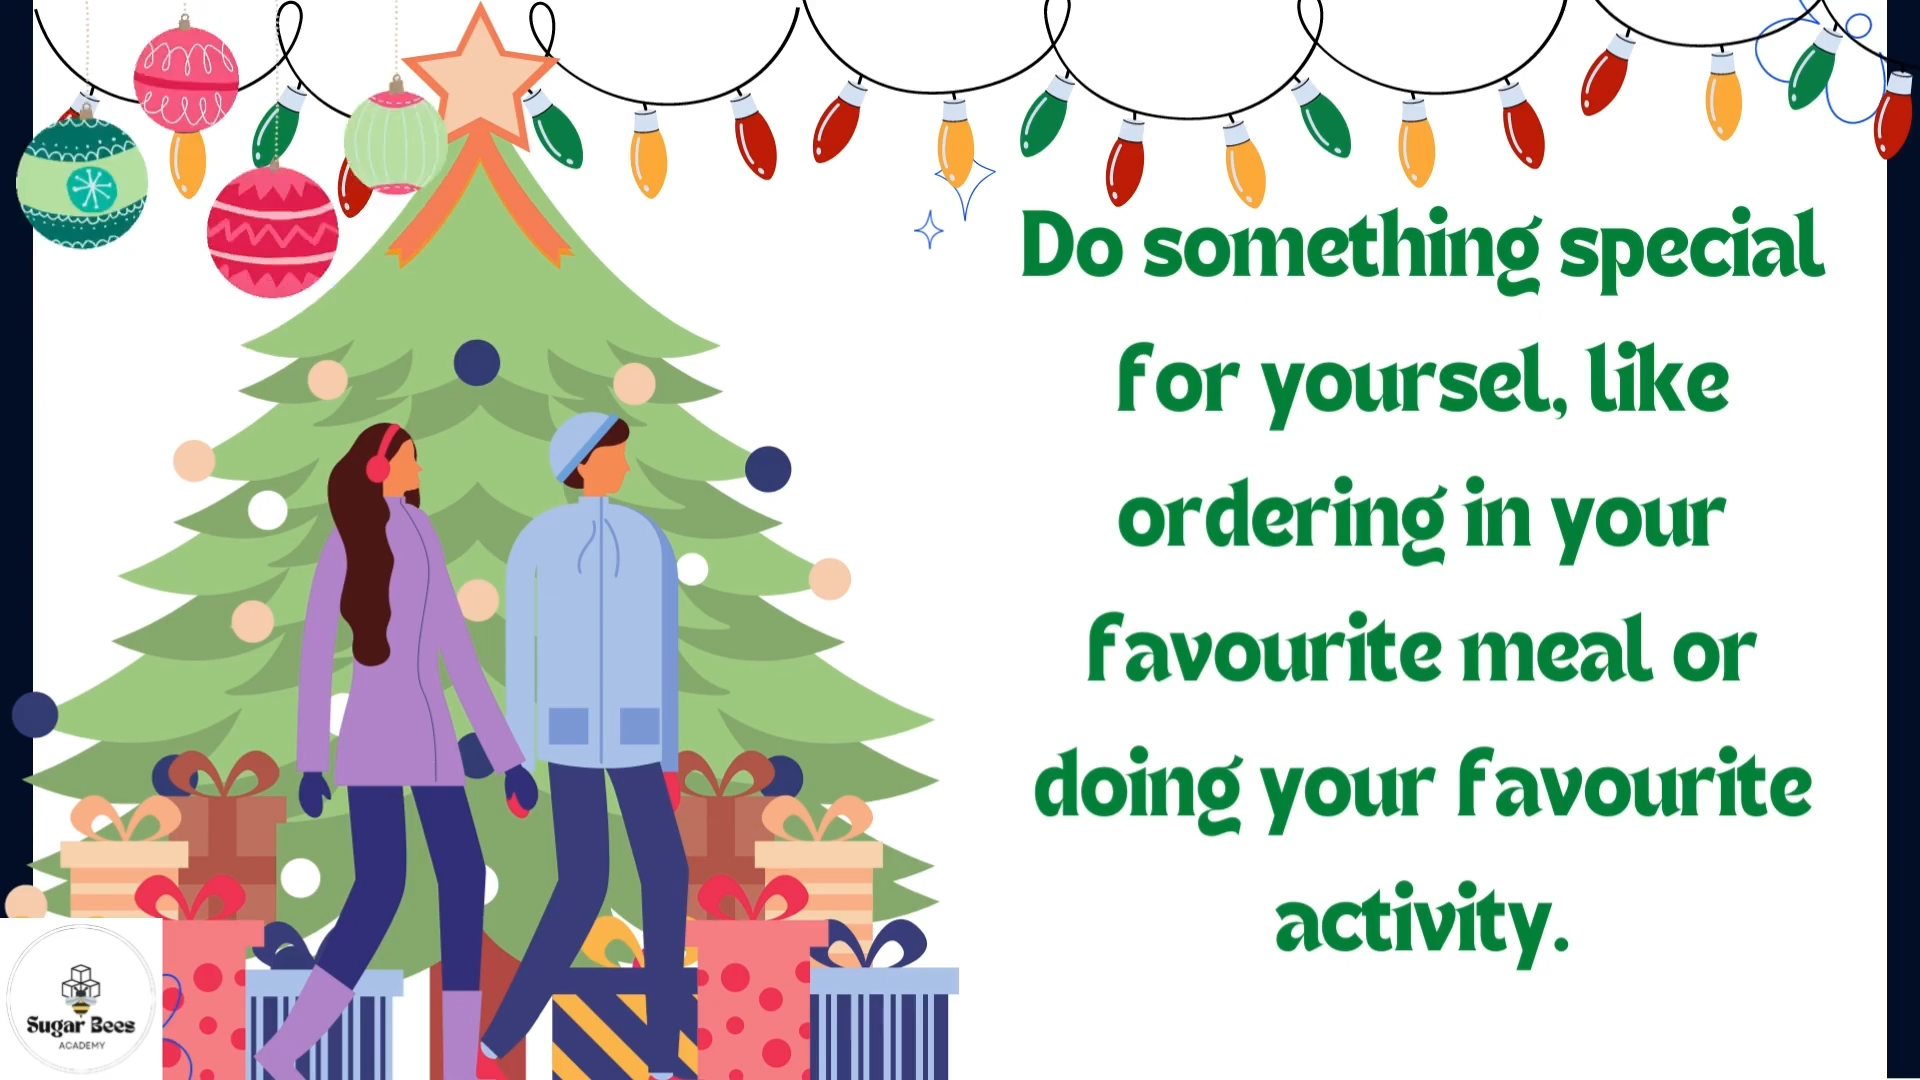 Do something special
for yoursel, like
ordering in your
favourite meal or
doing your favourite
activity.
Sugar Bees
ACADEMY